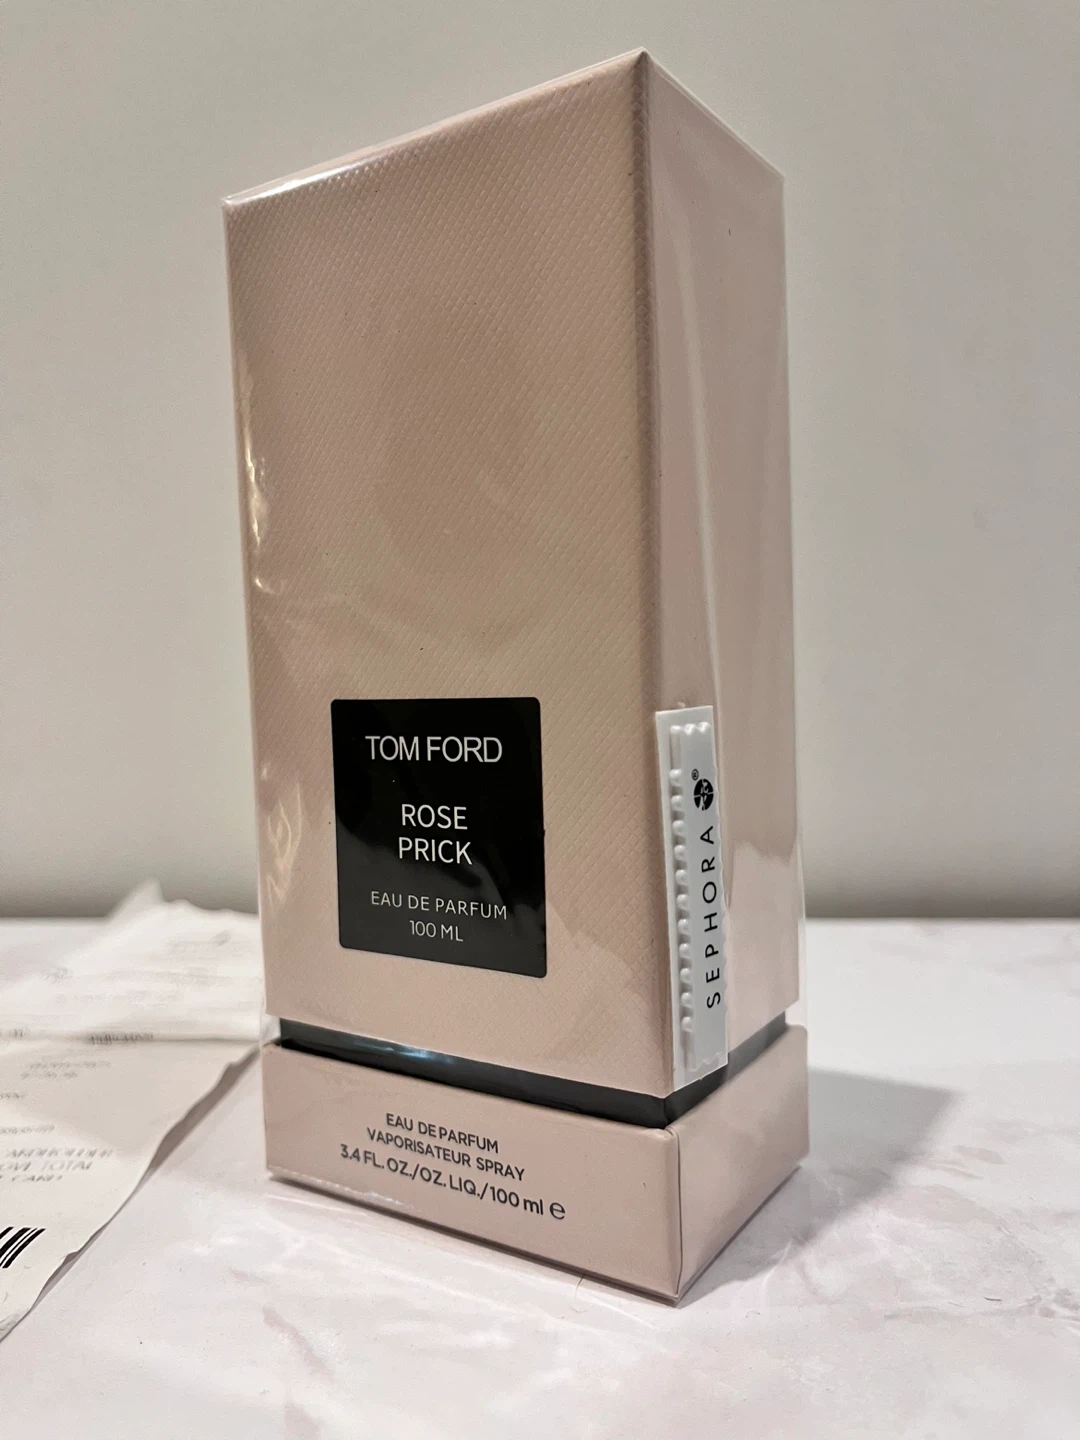 TOM FORD
ROSE
PRICK
EAU DE PARFUM
100 ML
SEPHORA
®
EAU DE PARFUM
VAPORISATEUR SPRAY
3.4 FL. OZ./OZ. LIQ./100 ml ℮
TOTAL